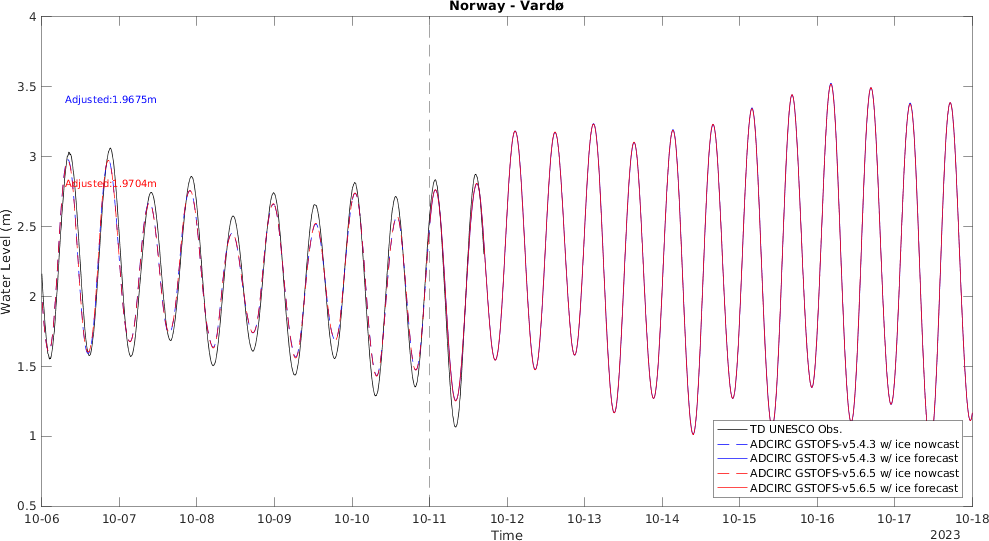 Norway - Vardø
4
3.5
3
2.5
2
1.5
1
0.5
Water Level (m)
Adjusted:1.9675m
Adjusted:1.9704m
TD UNESCO Obs.
ADCIRC GSTOFS-v5.4.3 w/ ice nowcast
ADCIRC GSTOFS-v5.4.3 w/ ice forecast
ADCIRC GSTOFS-v5.6.5 w/ ice nowcast
ADCIRC GSTOFS-v5.6.5 w/ ice forecast
10-06 10-07 10-08 10-09 10-10 10-11 10-12 10-13 10-14 10-15 10-16 10-17 10-18
Time
2023